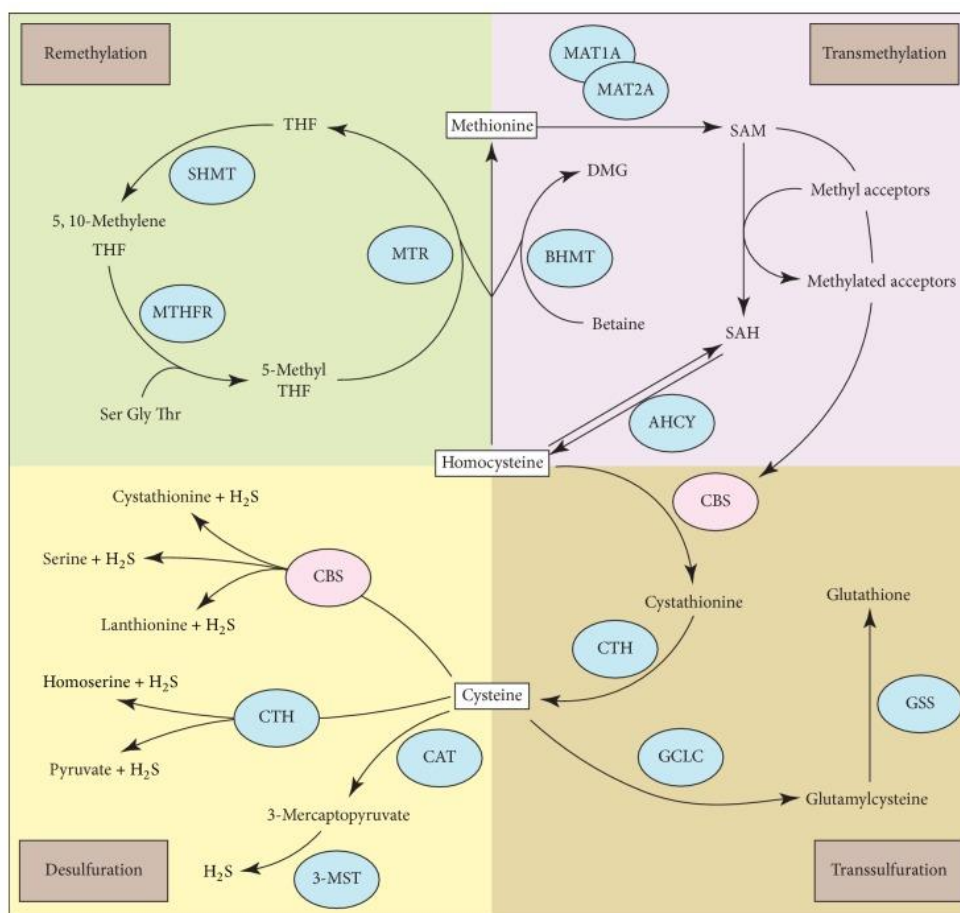 Remethylation
Transmethylation
MAT1A
MAT2A
THF
Methionine
SAM
SHMT
DMG
Methyl acceptors
5, 10-Methylene
THF
MTR
BHMT
Methylated acceptors
MTHFR
Betaine
SAH
5-Methyl
THF
Ser Gly Thr
AHCY
Homocysteine
CBS
Cystathionine + H₂S
Serine + H₂S
CBS
Lanthionine + H₂S
Cystathionine
Glutathione
CTH
Homoserine + H₂S
CTH
Cysteine
GSS
CAT
GCLC
Pyruvate + H₂S
3-Mercaptopyruvate
Glutamylcysteine
Desulfuration
H₂S
3-MST
Transsulfuration